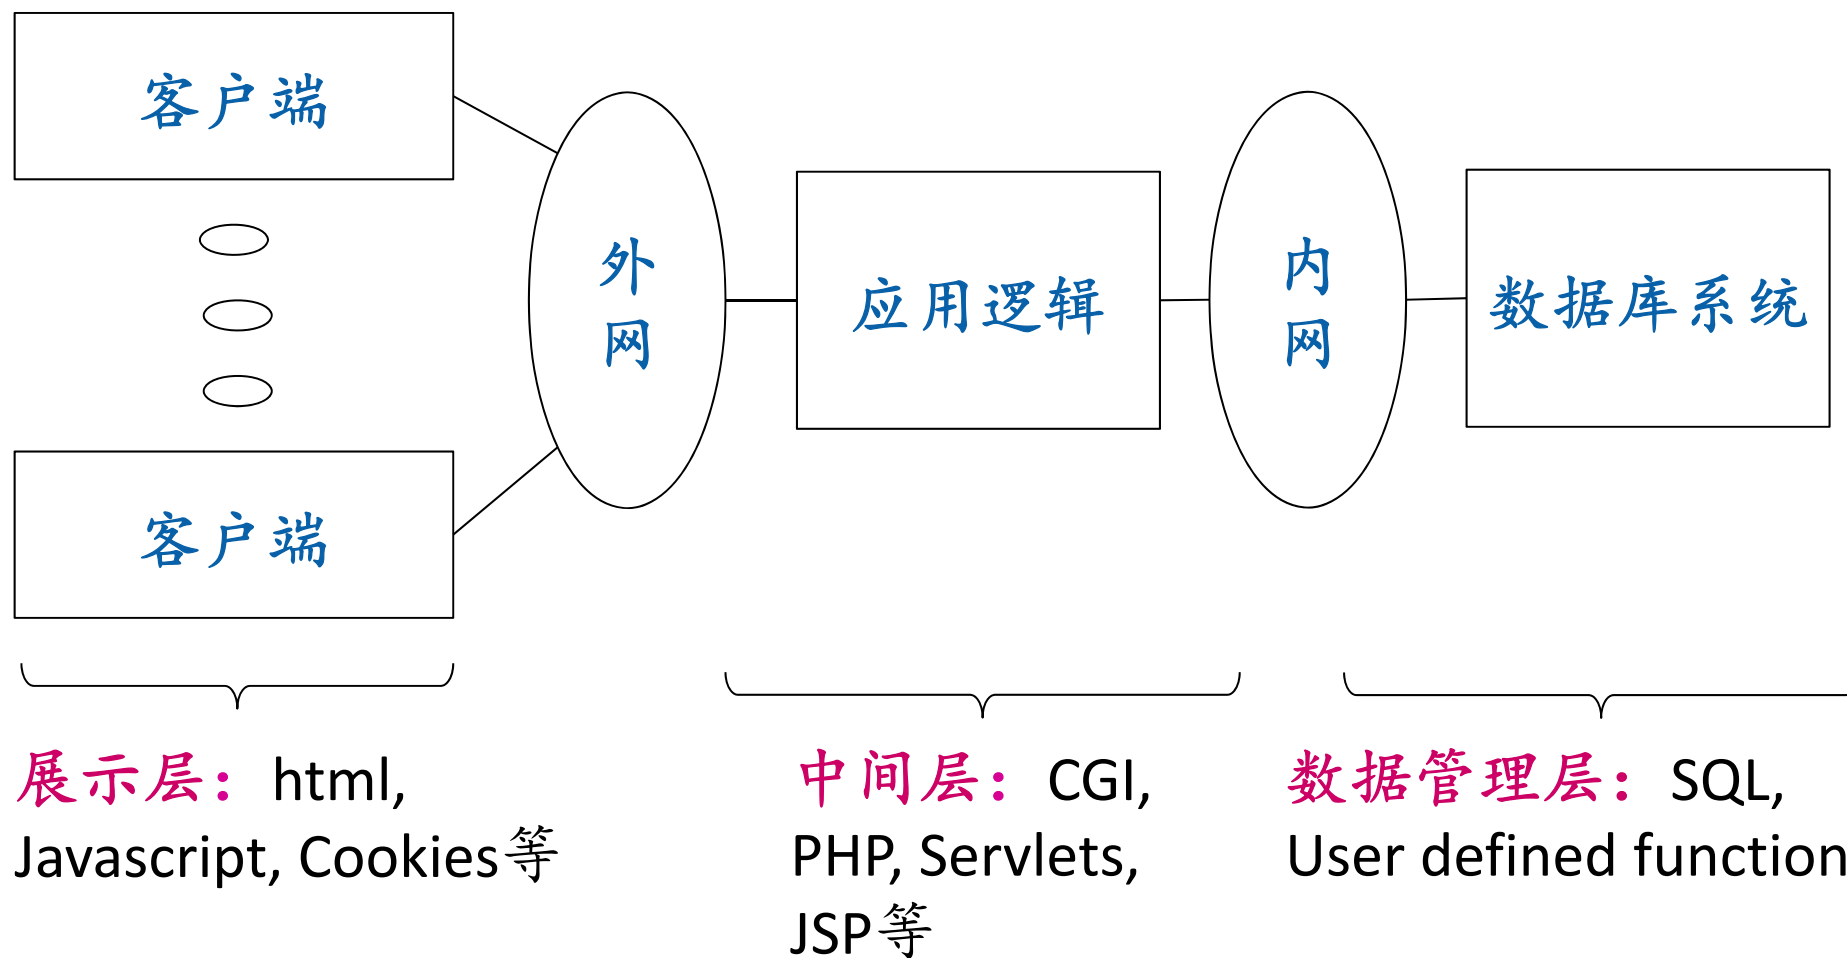 客户端
外
网
应用逻辑
内
网
数据库系统
客户端
展示层：html,
Javascript, Cookies等
中间层：CGI,
PHP, Servlets,
JSP等
数据管理层：SQL,
User defined function